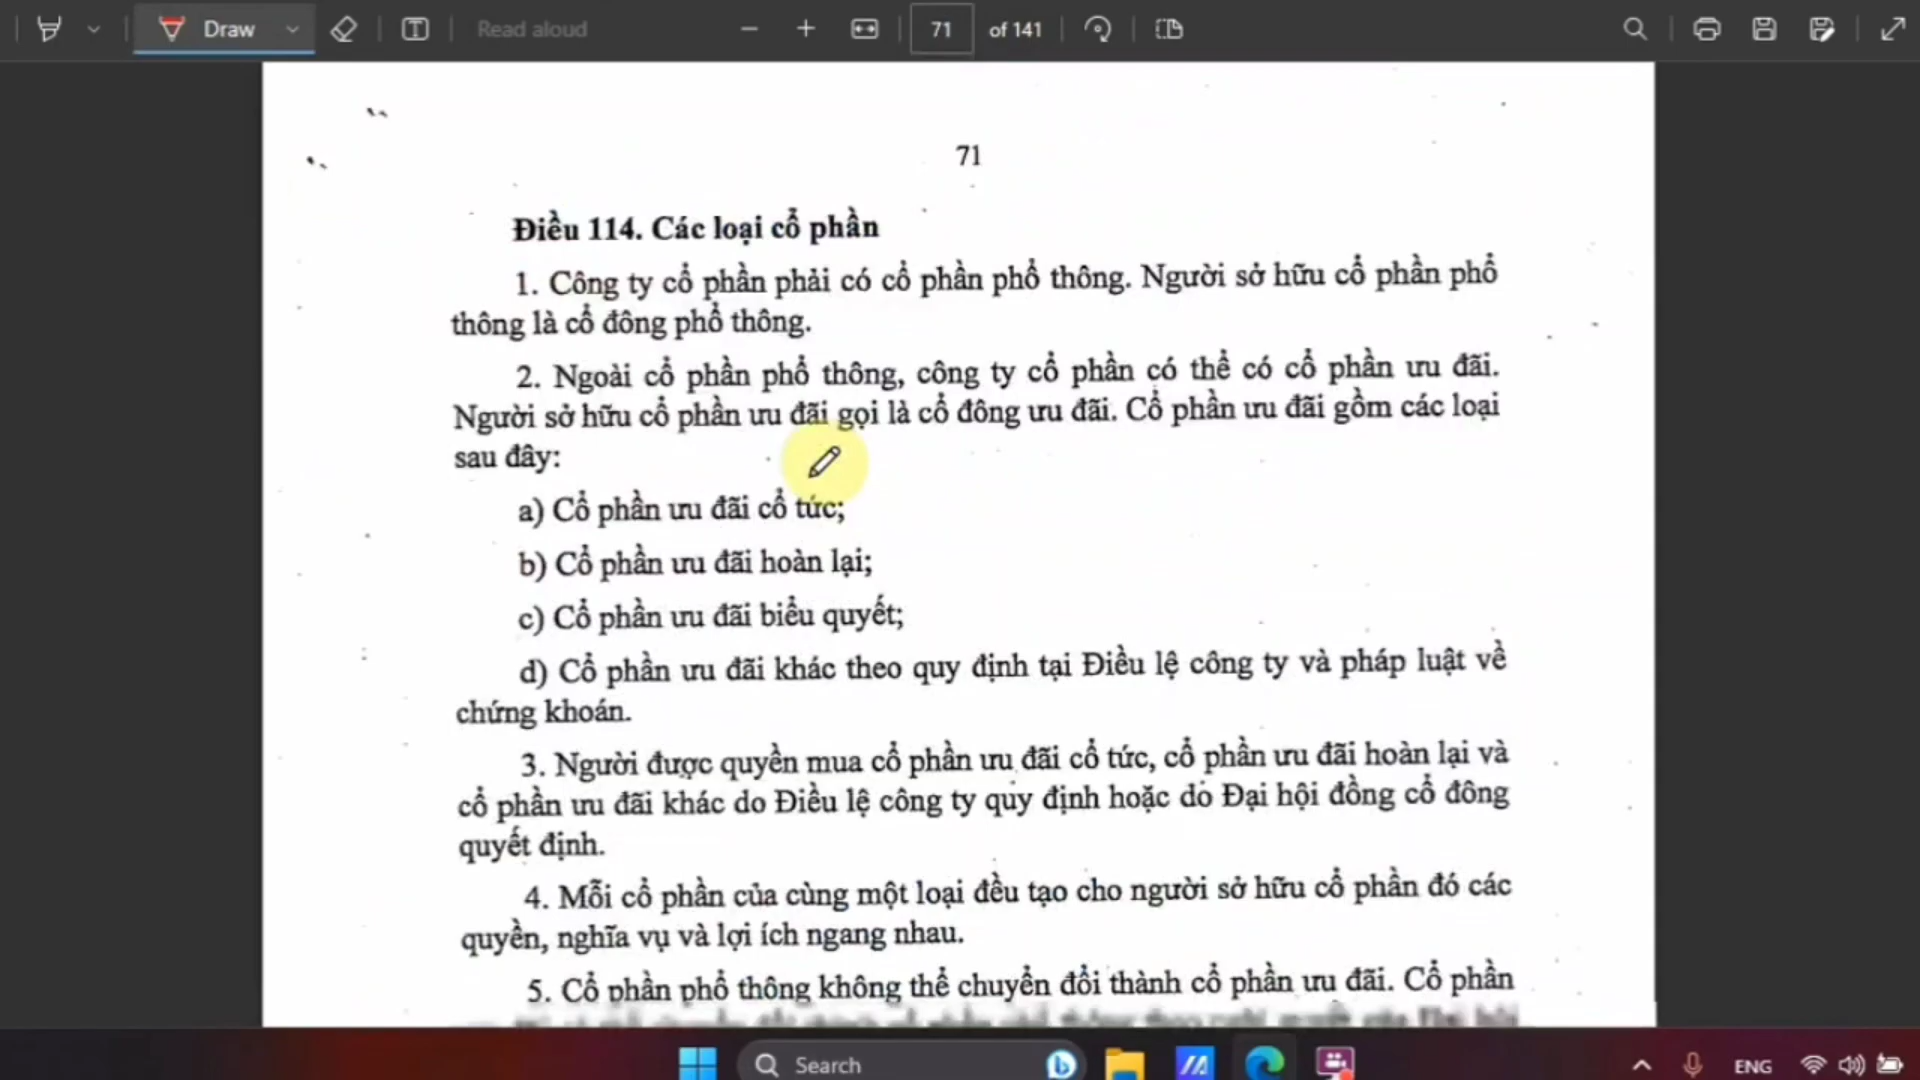 Draw
Read aloud
71
of 141
71
Điều 114. Các loại cổ phần
1. Công ty cổ phần phải có cổ phần phổ thông. Người sở hữu cổ phần phổ
thông là cổ đông phổ thông.
2. Ngoài cổ phần phổ thông, công ty cổ phần có thể có cổ phần ưu đãi.
Người sở hữu cổ phần ưu đãi gọi là cổ đông ưu đãi. Cổ phần ưu đãi gồm các loại
sau đây:
a) Cổ phần ưu đãi cổ tức;
b) Cổ phần ưu đãi hoàn lại;
c) Cổ phần ưu đãi biểu quyết;
d) Cổ phần ưu đãi khác theo quy định tại Điều lệ công ty và pháp luật về
chứng khoán.
3. Người được quyền mua cổ phần ưu đãi cổ tức, cổ phần ưu đãi hoàn lại và
cổ phần ưu đãi khác do Điều lệ công ty quy định hoặc do Đại hội đồng cổ đông
quyết định.
4. Mỗi cổ phần của cùng một loại đều tạo cho người sở hữu cổ phần đó các
quyền, nghĩa vụ và lợi ích ngang nhau.
5. Cổ phần phổ thông không thể chuyển đổi thành cổ phần ưu đãi. Cổ phần
Search
ENG